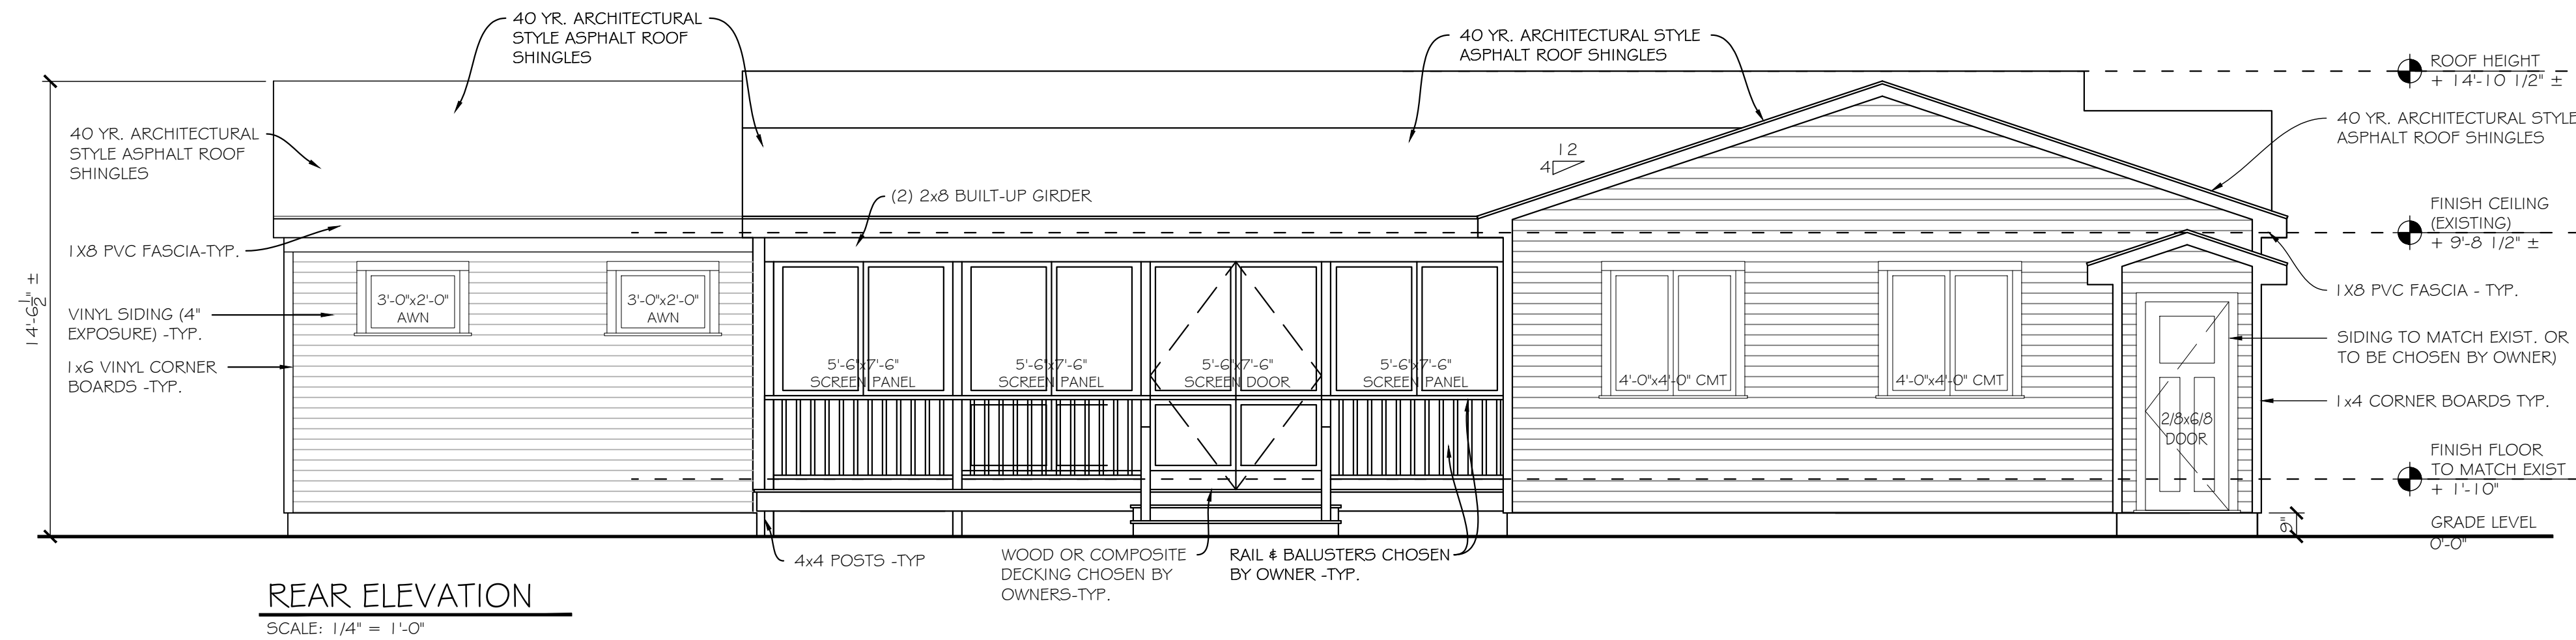 40 YR. ARCHITECTURAL
STYLE ASPHALT ROOF
SHINGLES
40 YR. ARCHITECTURAL STYLE
ASPHALT ROOF SHINGLES
ROOF HEIGHT
+ 14'-10 1/2" ±
40 YR. ARCHITECTURAL
STYLE ASPHALT ROOF
SHINGLES
40 YR. ARCHITECTURAL STYLE
ASPHALT ROOF SHINGLES
12
4
(2) 2x8 BUILT-UP GIRDER
FINISH CEILING
(EXISTING)
+ 9'-8 1/2" ±
1X8 PVC FASCIA-TYP.
1X8 PVC FASCIA - TYP.
14'-6 1/2" ±
VINYL SIDING (4"
EXPOSURE) -TYP.
1x6 VINYL CORNER
BOARDS -TYP.
3'-0"x2'-0"
AWN
3'-0"x2'-0"
AWN
5'-6"x7'-6"
SCREEN PANEL
5'-6"x7'-6"
SCREEN PANEL
5'-6"x7'-6"
SCREEN DOOR
5'-6"x7'-6"
SCREEN PANEL
4'-0"x4'-0" CMT
4'-0"x4'-0" CMT
2/8x6/8
DOOR
SIDING TO MATCH EXIST. OR
TO BE CHOSEN BY OWNER)
1x4 CORNER BOARDS TYP.
FINISH FLOOR
TO MATCH EXIST
+ 1'-10"
9"
GRADE LEVEL
0'-0"
4x4 POSTS -TYP
WOOD OR COMPOSITE
DECKING CHOSEN BY
OWNERS-TYP.
RAIL & BALUSTERS CHOSEN
BY OWNER -TYP.
REAR ELEVATION
SCALE: 1/4" = 1'-0"